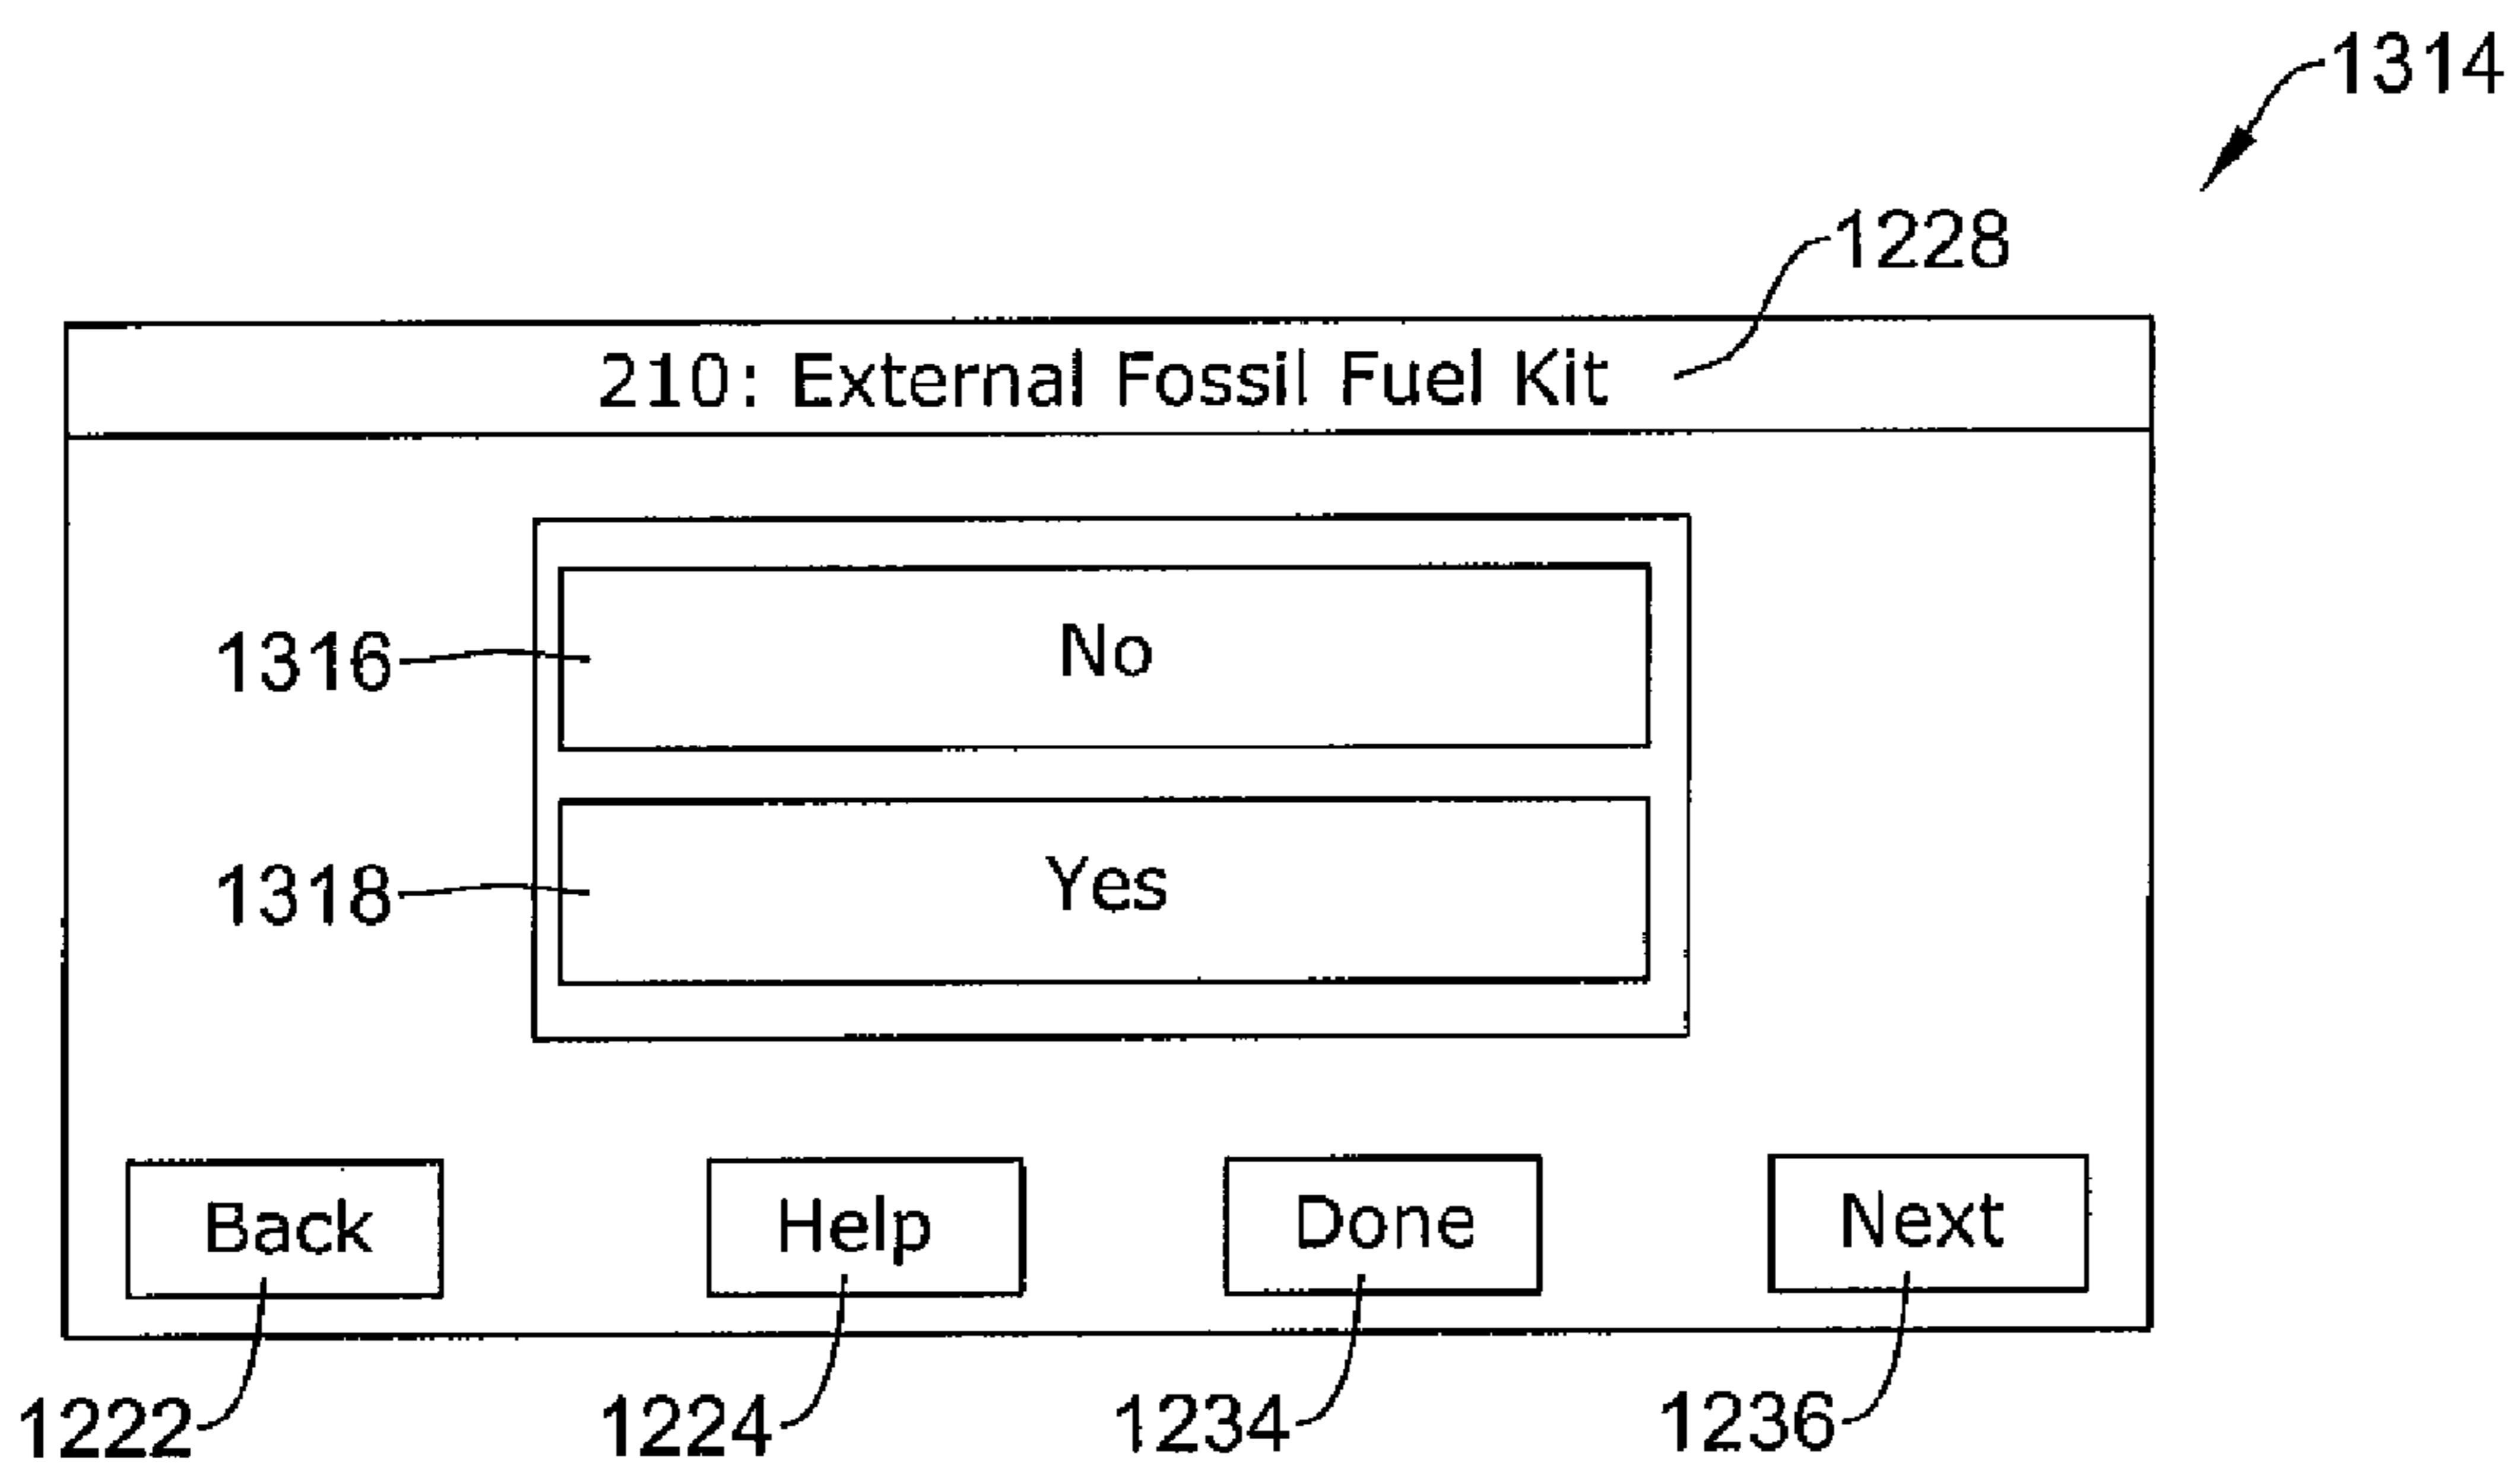 1314
1228
210: External Fossil Fuel Kit
1316
No
1318
Yes
Back
Help
Done
Next
1222
1224
1234
1236